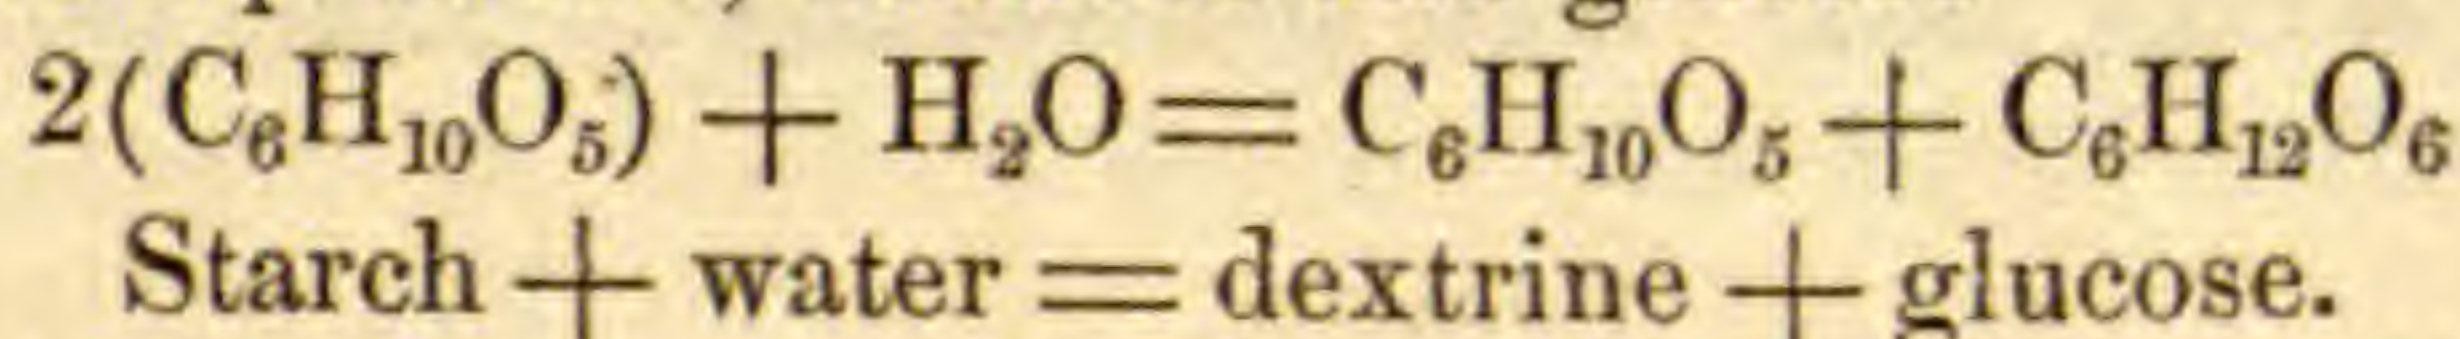 2(C₆H₁₀O₅) + H₂O = C₆H₁₀O₅ + C₆H₁₂O₆
Starch + water = dextrine + glucose.